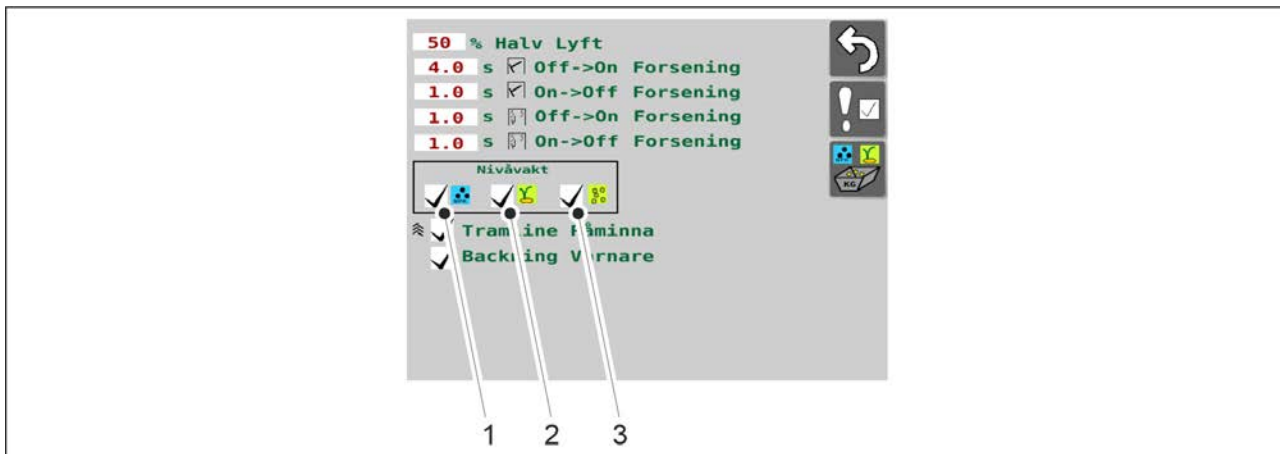 50 % Halv Lyft
4.0 s Off->On Forsening
1.0 s On->Off Forsening
1.0 s Off->On Forsening
1.0 s On->Off Forsening
Nivåvakt
Backring
KG
1 2 3